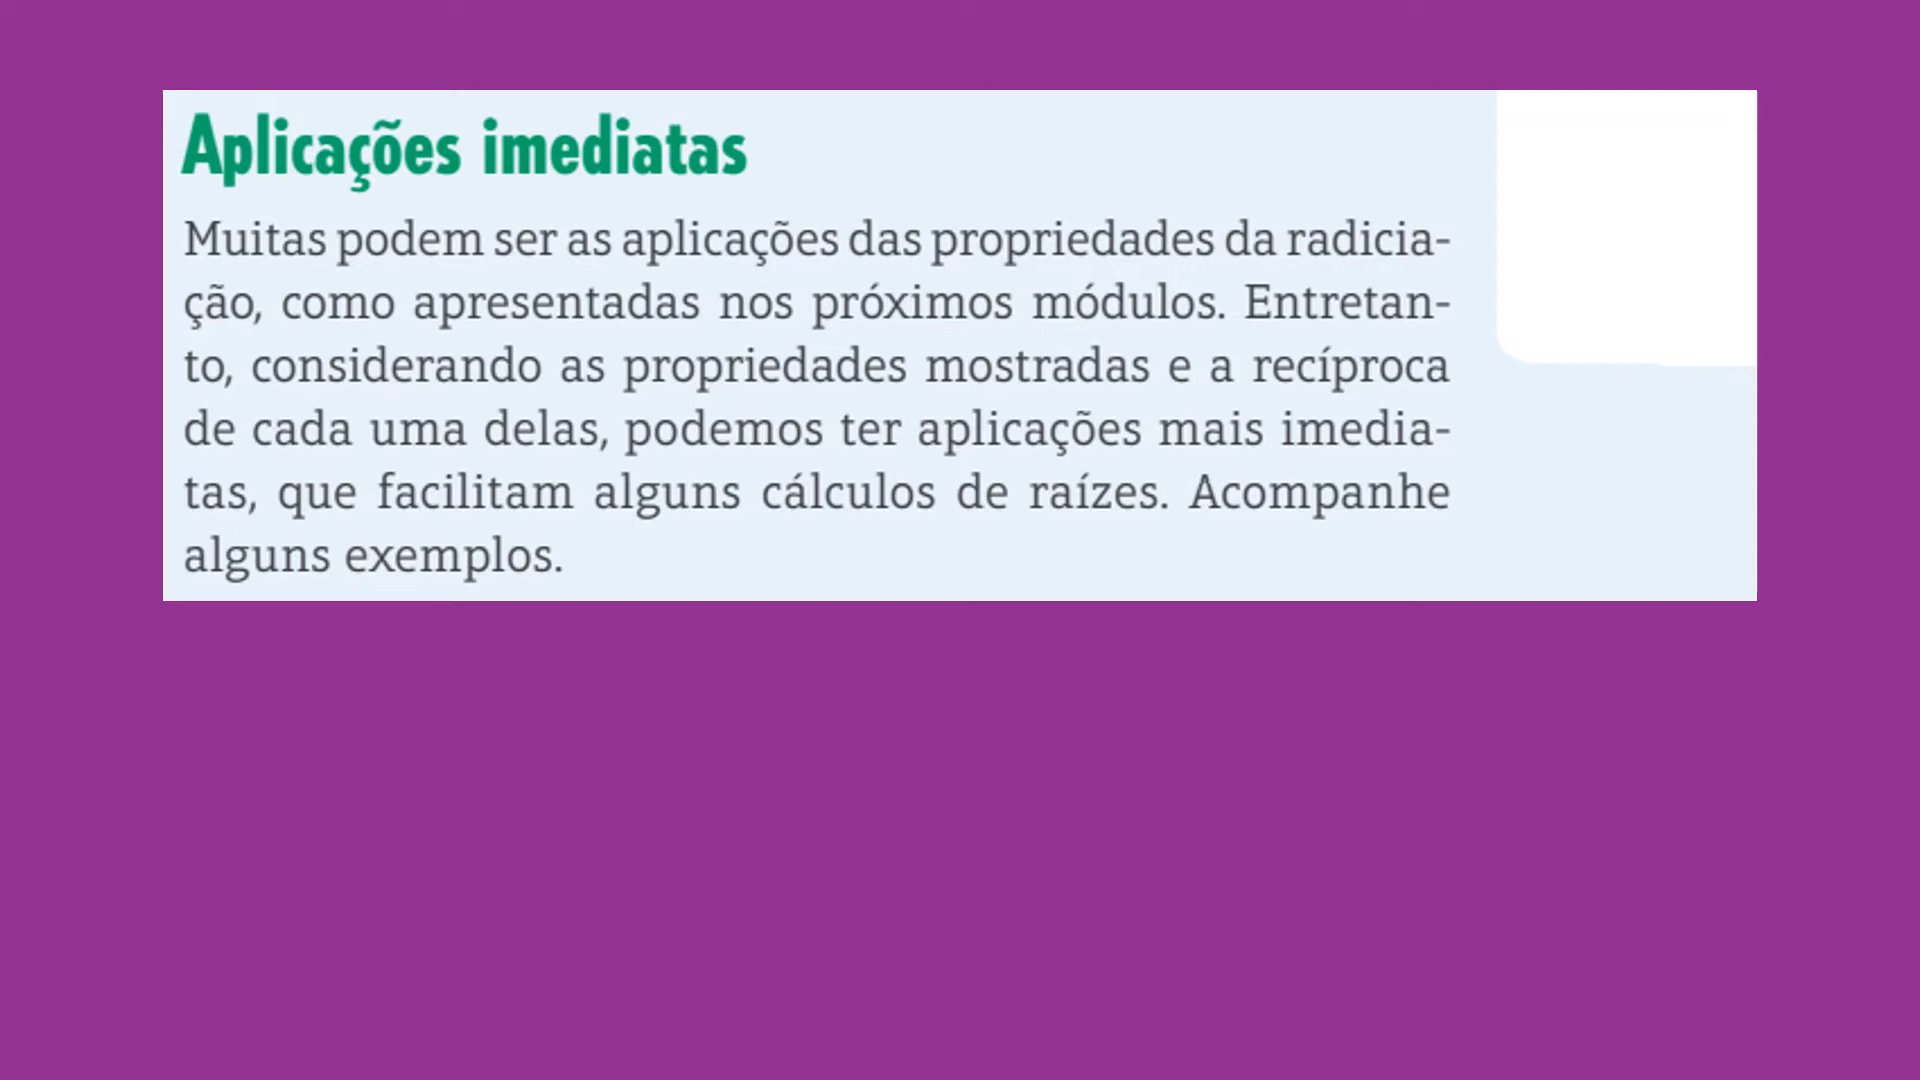 Aplicações imediatas
Muitas podem ser as aplicações das propriedades da radicia-
ção, como apresentadas nos próximos módulos. Entretan-
to, considerando as propriedades mostradas e a recíproca
de cada uma delas, podemos ter aplicações mais imedia-
tas, que facilitam alguns cálculos de raízes. Acompanhe
alguns exemplos.